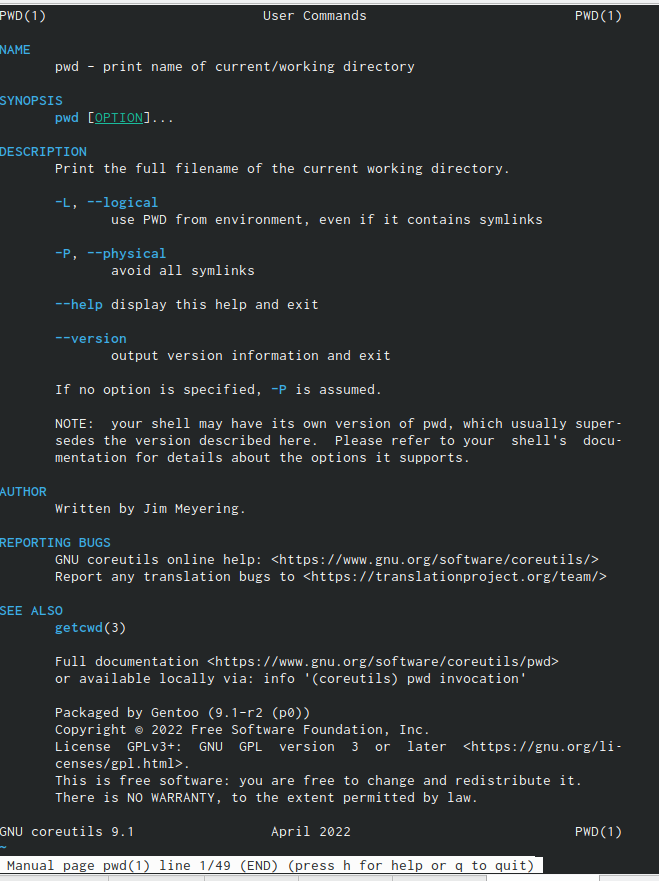 PWD(1) User Commands PWD(1)
NAME
pwd - print name of current/working directory
SYNOPSIS
pwd [OPTION]...
DESCRIPTION
Print the full filename of the current working directory.
-L, --logical
use PWD from environment, even if it contains symlinks
-P, --physical
avoid all symlinks
--help display this help and exit
--version
output version information and exit
If no option is specified, -P is assumed.
NOTE: your shell may have its own version of pwd, which usually super-
sedes the version described here. Please refer to your shell's docu-
mentation for details about the options it supports.
AUTHOR
Written by Jim Meyering.
REPORTING BUGS
GNU coreutils online help: <https://www.gnu.org/software/coreutils/>
Report any translation bugs to <https://translationproject.org/team/>
SEE ALSO
getcwd(3)
Full documentation <https://www.gnu.org/software/coreutils/pwd>
or available locally via: info '(coreutils) pwd invocation'
Packaged by Gentoo (9.1-r2 (p0))
Copyright © 2022 Free Software Foundation, Inc.
License GPLv3+: GNU GPL version 3 or later <https://gnu.org/li-
censes/gpl.html>.
This is free software: you are free to change and redistribute it.
There is NO WARRANTY, to the extent permitted by law.
GNU coreutils 9.1 April 2022 PWD(1)
~
Manual page pwd(1) line 1/49 (END) (press h for help or q to quit)